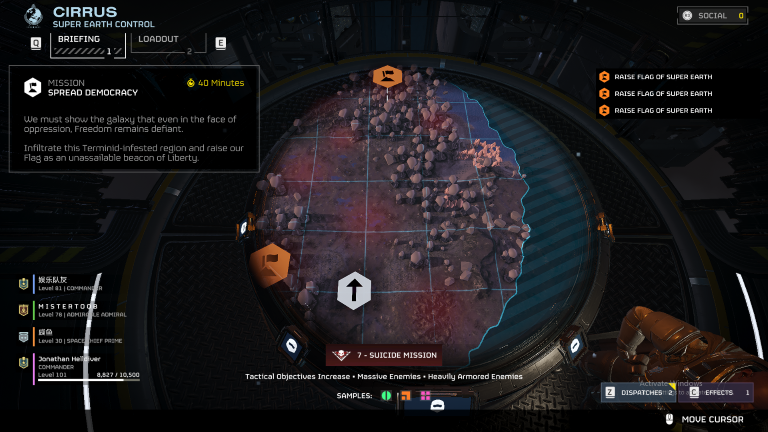 CIRRUS
SUPER EARTH CONTROL
Q
BRIEFING
1
LOADOUT
2
E
SOCIAL 0
MISSION
SPREAD DEMOCRACY
40 Minutes
We must show the galaxy that even in the face of
oppression, Freedom remains defiant.
Infiltrate this Terminid-infested region and raise our
Flag as an unassailable beacon of Liberty.
RAISE FLAG OF SUPER EARTH
RAISE FLAG OF SUPER EARTH
RAISE FLAG OF SUPER EARTH
娱乐队友
Level 81 | COMMANDER
MISTERTOOB
Level 78 | ADMIRABLE ADMIRAL
Level 30 | SPACE CHIEF PRIME
Jonathan Helldiver
COMMANDER
Level 101
8,827 / 10,500
7 - SUICIDE MISSION
Tactical Objectives Increase • Massive Enemies • Heavily Armored Enemies
SAMPLES:
Activate Windows
Z DISPATCHES 2
C EFFECTS 1
MOVE CURSOR